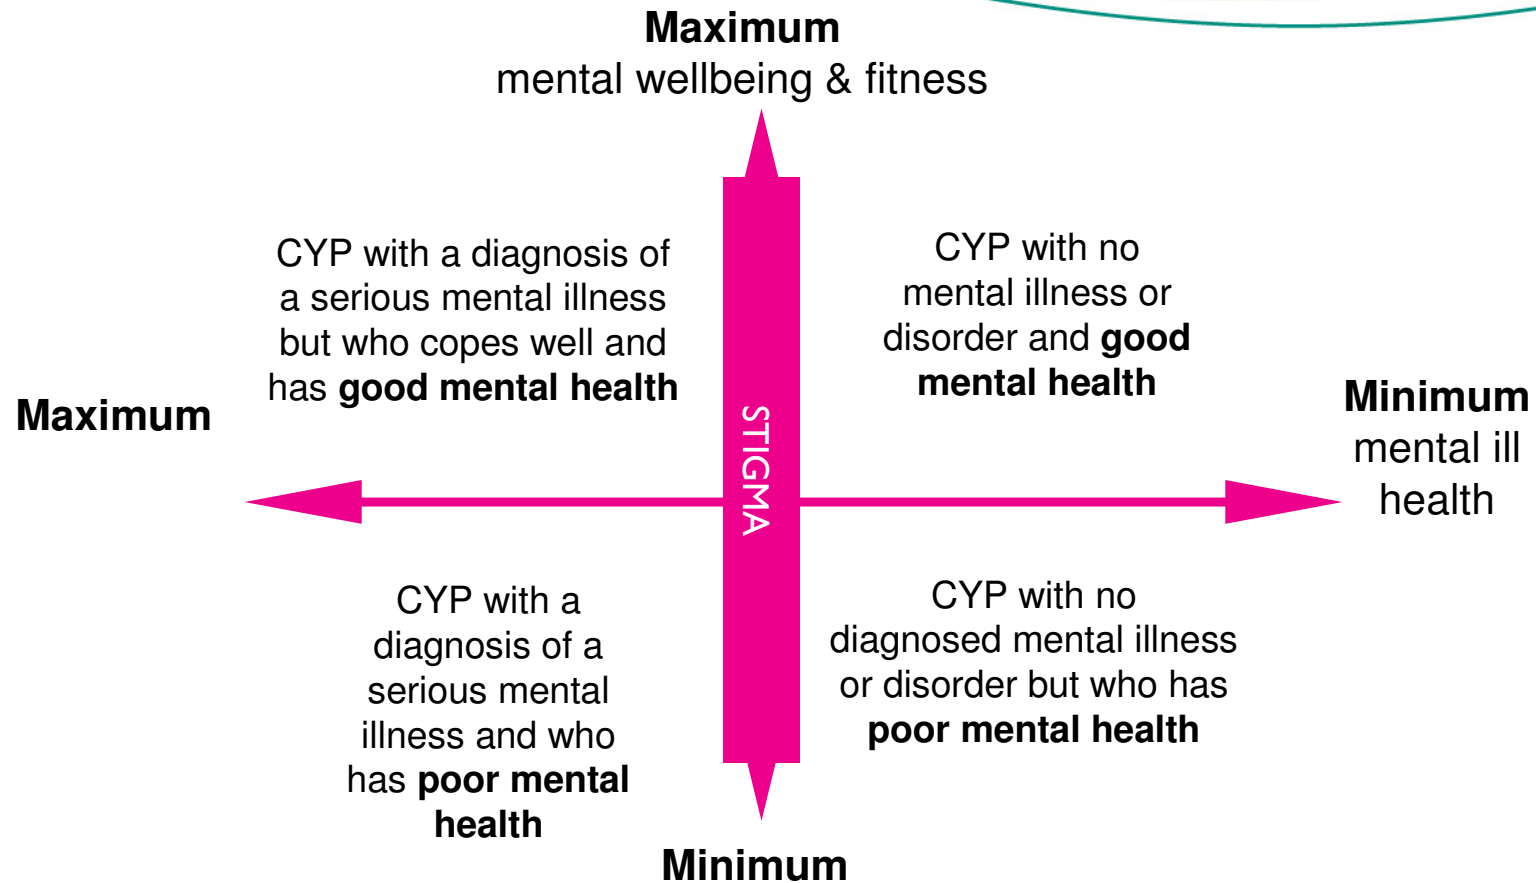 Maximum
mental wellbeing & fitness
CYP with a diagnosis of
a serious mental illness
but who copes well and
has good mental health
CYP with no
mental illness or
disorder and good
mental health
Maximum
Minimum
mental ill
health
STIGMA
CYP with a
diagnosis of a
serious mental
illness and who
has poor mental
health
CYP with no
diagnosed mental illness
or disorder but who has
poor mental health
Minimum